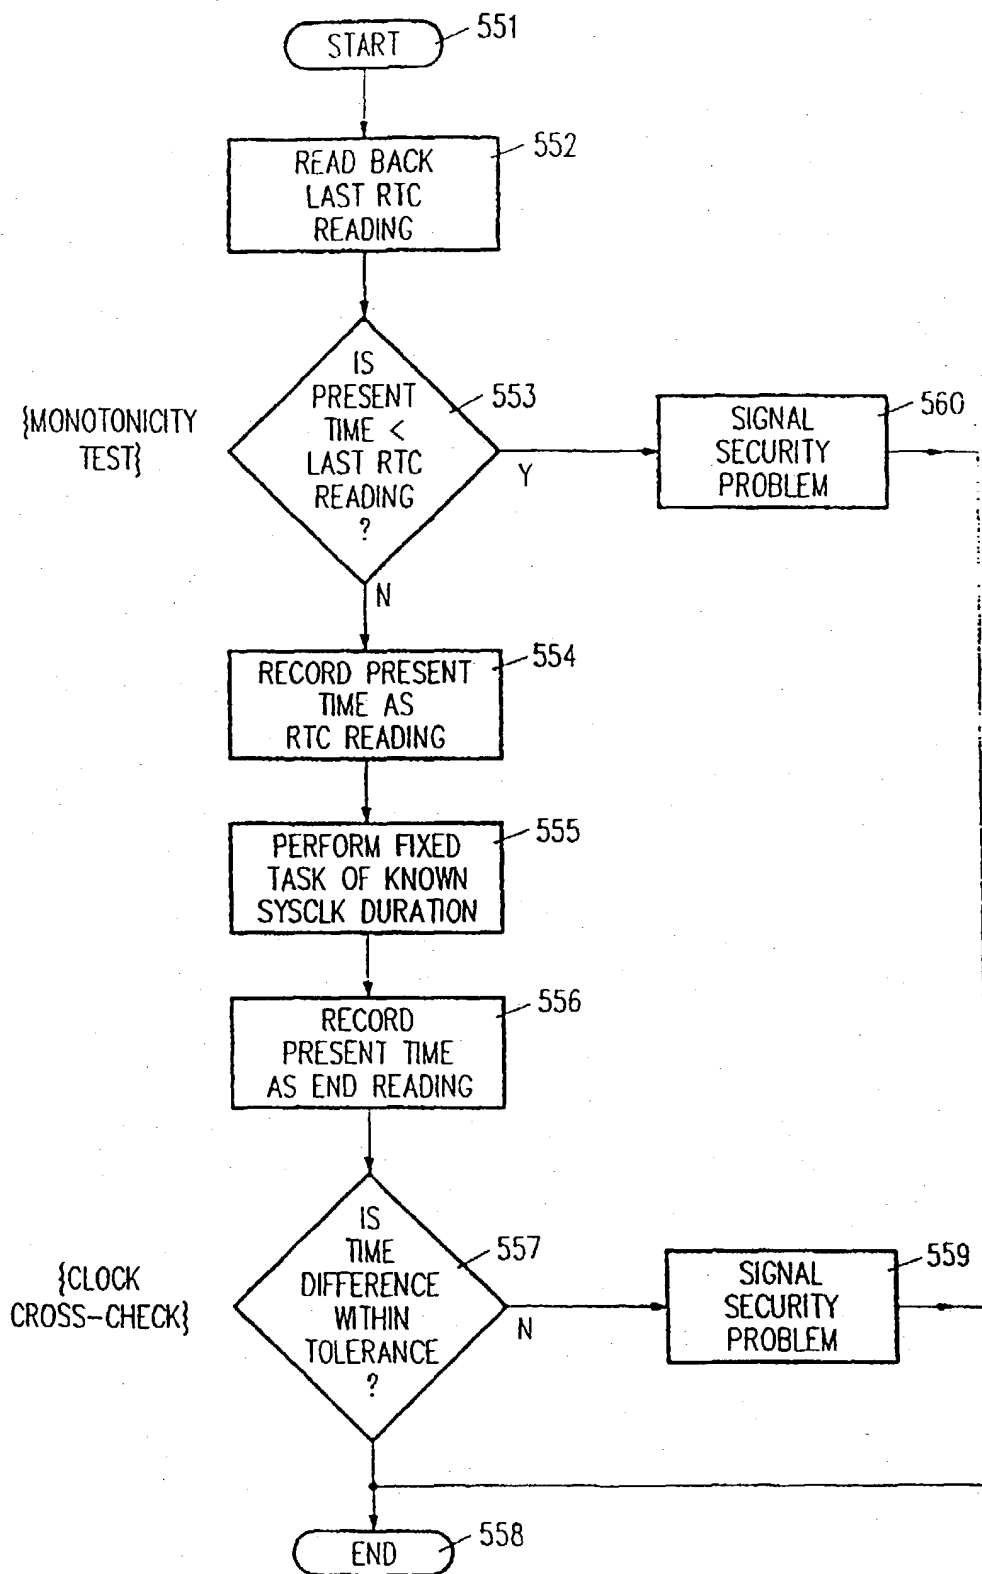 START
551
READ BACK
LAST RTC
READING
552
IS
PRESENT
TIME <
LAST RTC
READING
?
553
{MONOTONICITY
TEST}
Y
SIGNAL
SECURITY
PROBLEM
560
N
RECORD PRESENT
TIME AS
RTC READING
554
PERFORM FIXED
TASK OF KNOWN
SYSCLK DURATION
555
RECORD
PRESENT TIME
AS END READING
556
IS
TIME
DIFFERENCE
WITHIN
TOLERANCE
?
557
{CLOCK
CROSS-CHECK}
N
SIGNAL
SECURITY
PROBLEM
559
END
558